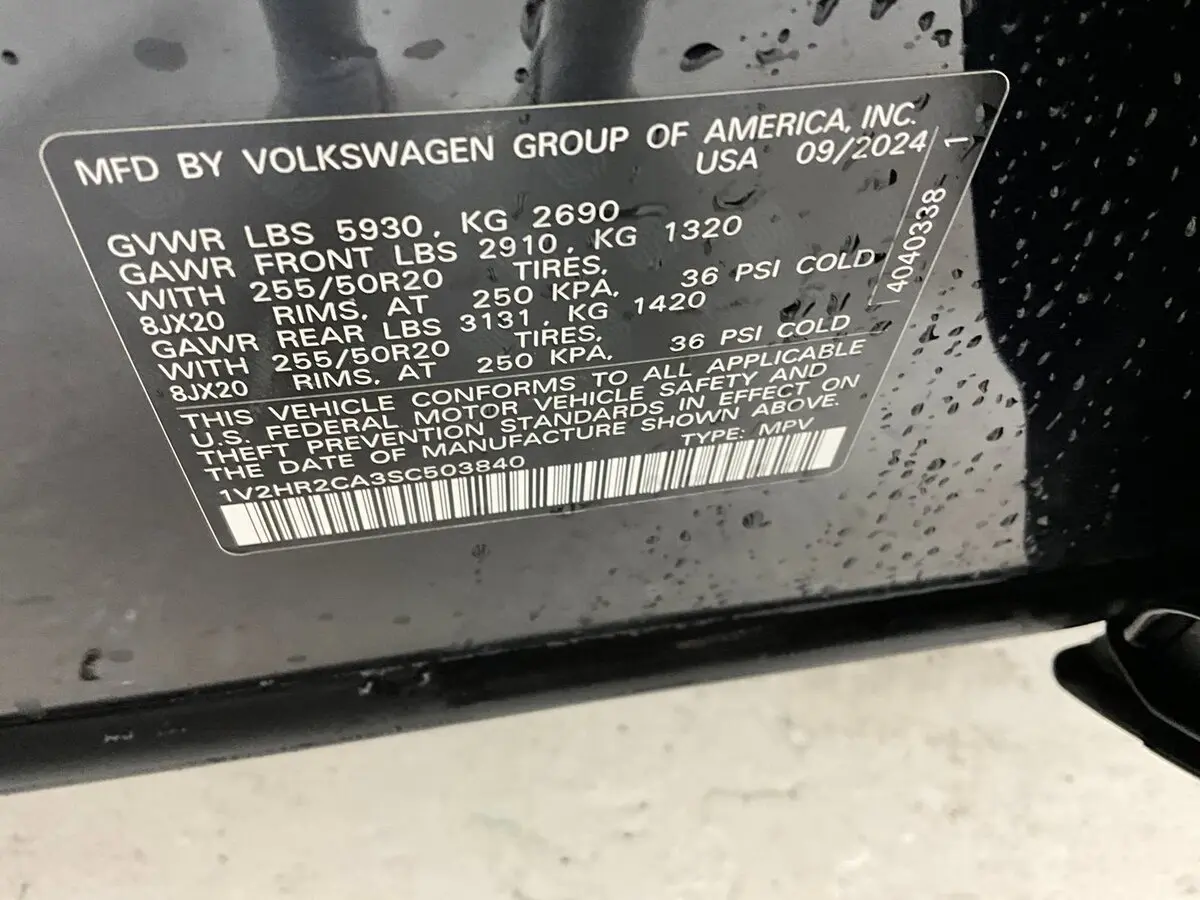 MFD BY VOLKSWAGEN GROUP OF AMERICA, INC.
USA 09/2024
GVWR LBS 5930, KG 2690
GAWR FRONT LBS 2910, KG 1320
WITH 255/50R20 TIRES,
8JX20 RIMS, AT 250 KPA, 36 PSI COLD
GAWR REAR LBS 3131, KG 1420
WITH 255/50R20 TIRES,
8JX20 RIMS, AT 250 KPA, 36 PSI COLD
THIS VEHICLE CONFORMS TO ALL APPLICABLE
U.S. FEDERAL MOTOR VEHICLE SAFETY AND
THEFT PREVENTION STANDARDS IN EFFECT ON
THE DATE OF MANUFACTURE SHOWN ABOVE.
1V2HR2CA3SC503840 TYPE: MPV
4040338 1